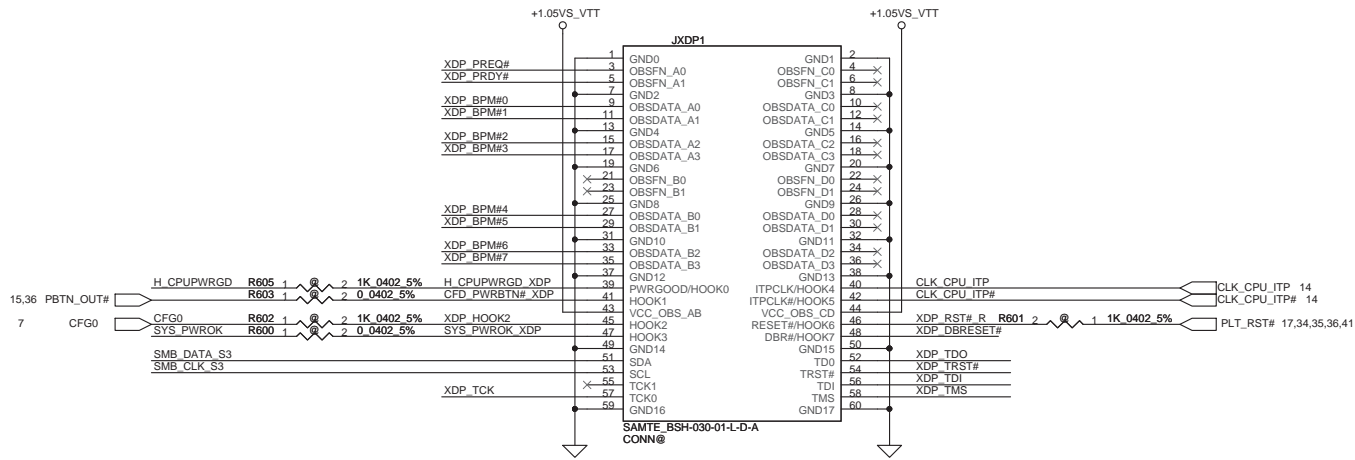 +1.05VS_VTT +1.05VS_VTT
JXDP1
1 GND0 GND1 2
XDP_PREQ# 3 OBSFN_A0 OBSFN_C0 4
XDP_PRDY# 5 OBSFN_A1 OBSFN_C1 6
7 GND2 GND3 8
XDP_BPM#0 9 OBSDATA_A0 OBSDATA_C0 10
XDP_BPM#1 11 OBSDATA_A1 OBSDATA_C1 12
13 GND4 GND5 14
XDP_BPM#2 15 OBSDATA_A2 OBSDATA_C2 16
XDP_BPM#3 17 OBSDATA_A3 OBSDATA_C3 18
19 GND6 GND7 20
21 OBSFN_B0 OBSFN_D0 22
23 OBSFN_B1 OBSFN_D1 24
25 GND8 GND9 26
XDP_BPM#4 27 OBSDATA_B0 OBSDATA_D0 28
XDP_BPM#5 29 OBSDATA_B1 OBSDATA_D1 30
31 GND10 GND11 32
XDP_BPM#6 33 OBSDATA_B2 OBSDATA_D2 34
XDP_BPM#7 35 OBSDATA_B3 OBSDATA_D3 36
37 GND12 GND13 38
H_CPUPWRGD R605 1 @ 2 1K_0402_5% H_CPUPWRGD_XDP 39 PWRGOOD/HOOK0 ITPCLK/HOOK4 40 CLK_CPU_ITP CLK_CPU_ITP 14
15,36 PBTN_OUT# R603 1 @ 2 0_0402_5% CFD_PWRBTN#_XDP 41 HOOK1 ITPCLK#/HOOK5 42 CLK_CPU_ITP# CLK_CPU_ITP# 14
43 VCC_OBS_AB VCC_OBS_CD 44
7 CFG0 CFG0 R602 1 @ 2 1K_0402_5% XDP_HOOK2 45 HOOK2 RESET#/HOOK6 46 XDP_RST#_R R601 2 @ 1 1K_0402_5% PLT_RST# 17,34,35,36,41
SYS_PWROK R600 1 @ 2 0_0402_5% SYS_PWROK_XDP 47 HOOK3 DBR#/HOOK7 48 XDP_DBRESET#
49 GND14 GND15 50
SMB_DATA_S3 51 SDA TD0 52 XDP_TDO
SMB_CLK_S3 53 SCL TRST# 54 XDP_TRST#
55 TCK1 TDI 56 XDP_TDI
XDP_TCK 57 TCK0 TMS 58 XDP_TMS
59 GND16 GND17 60
SAMTE_BSH-030-01-L-D-A
CONN@